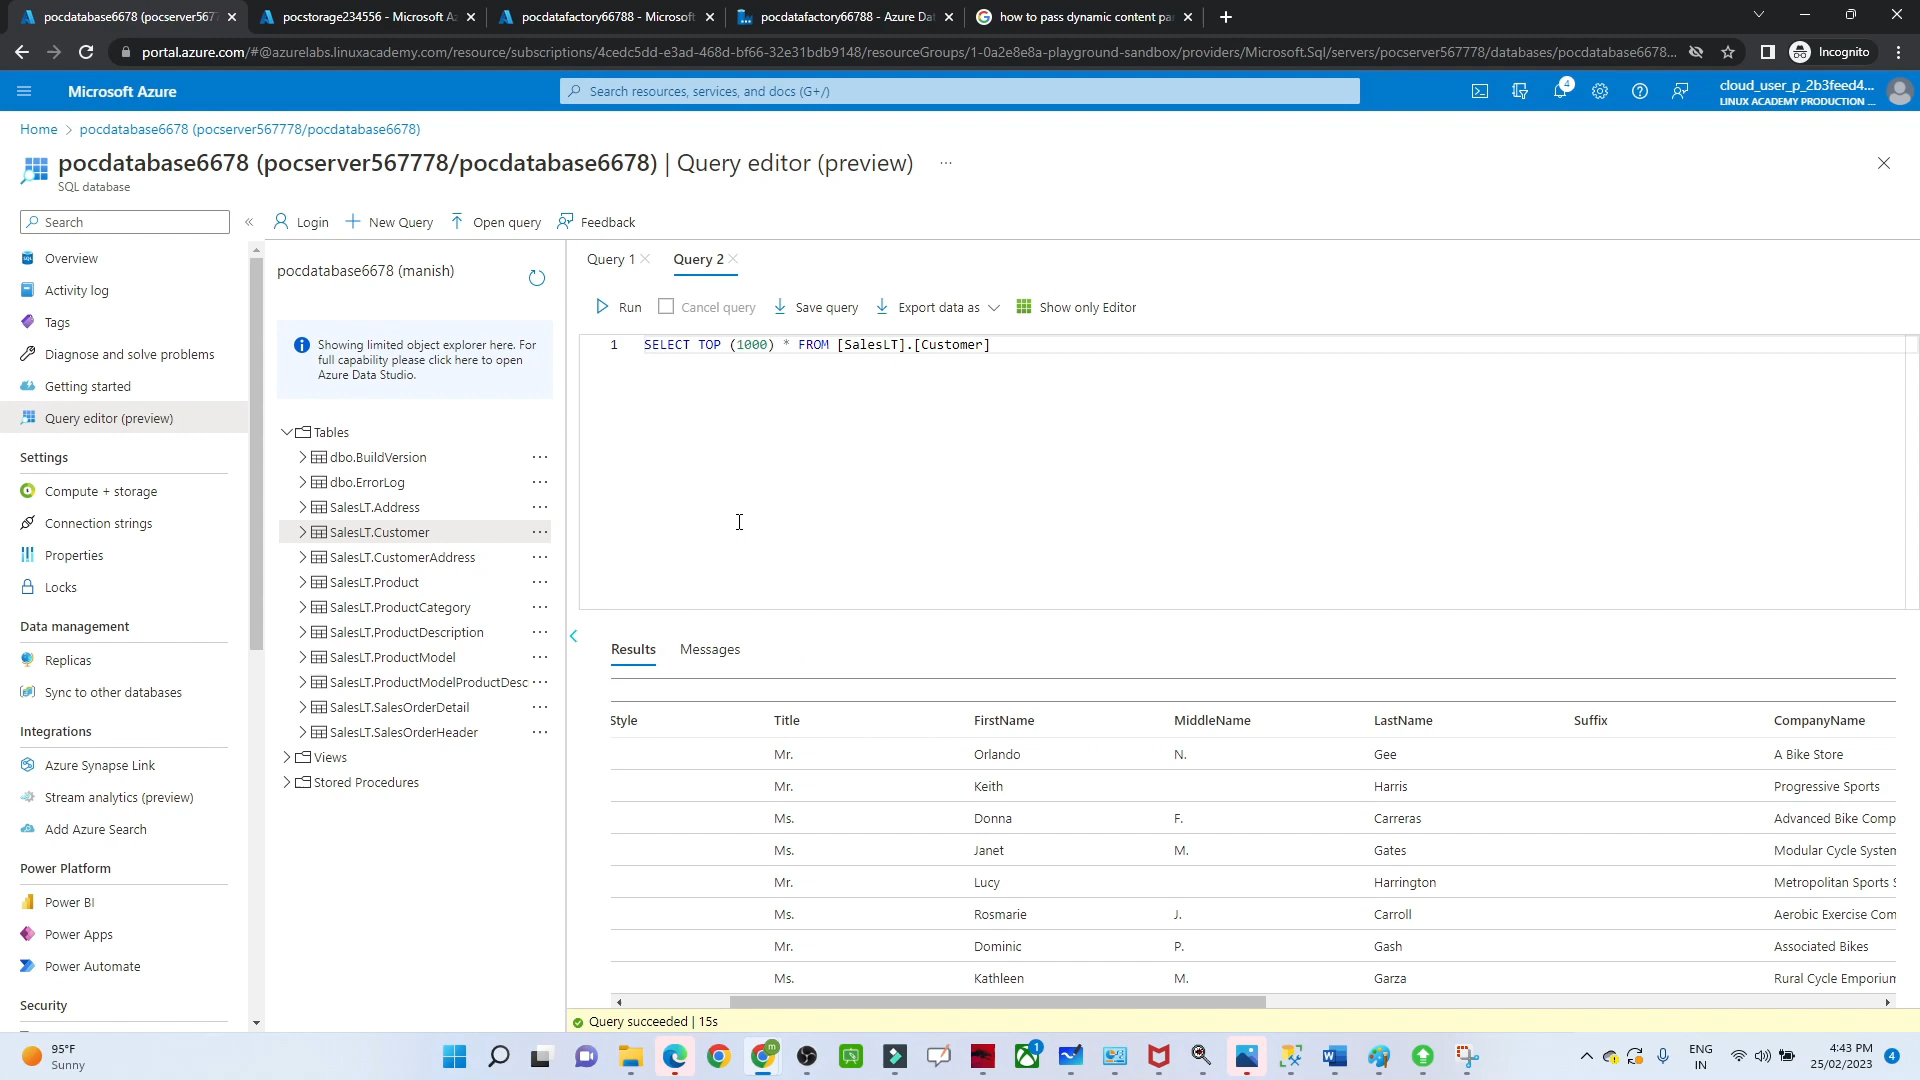 pocdatabase6678 (pocserver5677
pocstorage234556 - Microsoft Az
pocdatafactory66788 - Microsoft
pocdatafactory66788 - Azure Dat
how to pass dynamic content par
portal.azure.com/#@azurelabs.linuxacademy.com/resource/subscriptions/4cedc5dd-e3ad-468d-bf66-32e31bdb9148/resourceGroups/1-0a2e8e8a-playground-sandbox/providers/Microsoft.Sql/servers/pocserver567778/databases/pocdatabase6678...
Incognito
Microsoft Azure
Search resources, services, and docs (G+/)
4
cloud_user_p_2b3feed4...
LINUX ACADEMY PRODUCTION ...
Home > pocdatabase6678 (pocserver567778/pocdatabase6678)
pocdatabase6678 (pocserver567778/pocdatabase6678) | Query editor (preview) ...
SQL database
Search
Login
New Query
Open query
Feedback
Overview
Activity log
Tags
Diagnose and solve problems
Getting started
Query editor (preview)
Settings
Compute + storage
Connection strings
Properties
Locks
Data management
Replicas
Sync to other databases
Integrations
Azure Synapse Link
Stream analytics (preview)
Add Azure Search
Power Platform
Power BI
Power Apps
Power Automate
Security
pocdatabase6678 (manish)
Showing limited object explorer here. For
full capability please click here to open
Azure Data Studio.
Tables
dbo.BuildVersion ...
dbo.ErrorLog ...
SalesLT.Address ...
SalesLT.Customer ...
SalesLT.CustomerAddress ...
SalesLT.Product ...
SalesLT.ProductCategory ...
SalesLT.ProductDescription ...
SalesLT.ProductModel ...
SalesLT.ProductModelProductDesc ...
SalesLT.SalesOrderDetail ...
SalesLT.SalesOrderHeader ...
Views
Stored Procedures
Query 1
Query 2
Run
Cancel query
Save query
Export data as
Show only Editor
1 SELECT TOP (1000) * FROM [SalesLT].[Customer]
Results
Messages
Style Title FirstName MiddleName LastName Suffix CompanyName
Mr. Orlando N. Gee A Bike Store
Mr. Keith Harris Progressive Sports
Ms. Donna F. Carreras Advanced Bike Comp
Ms. Janet M. Gates Modular Cycle System
Mr. Lucy Harrington Metropolitan Sports S
Ms. Rosmarie J. Carroll Aerobic Exercise Com
Mr. Dominic P. Gash Associated Bikes
Ms. Kathleen M. Garza Rural Cycle Emporium
Query succeeded | 15s
95°F
Sunny
m
1
ENG
IN
4:43 PM
25/02/2023
4